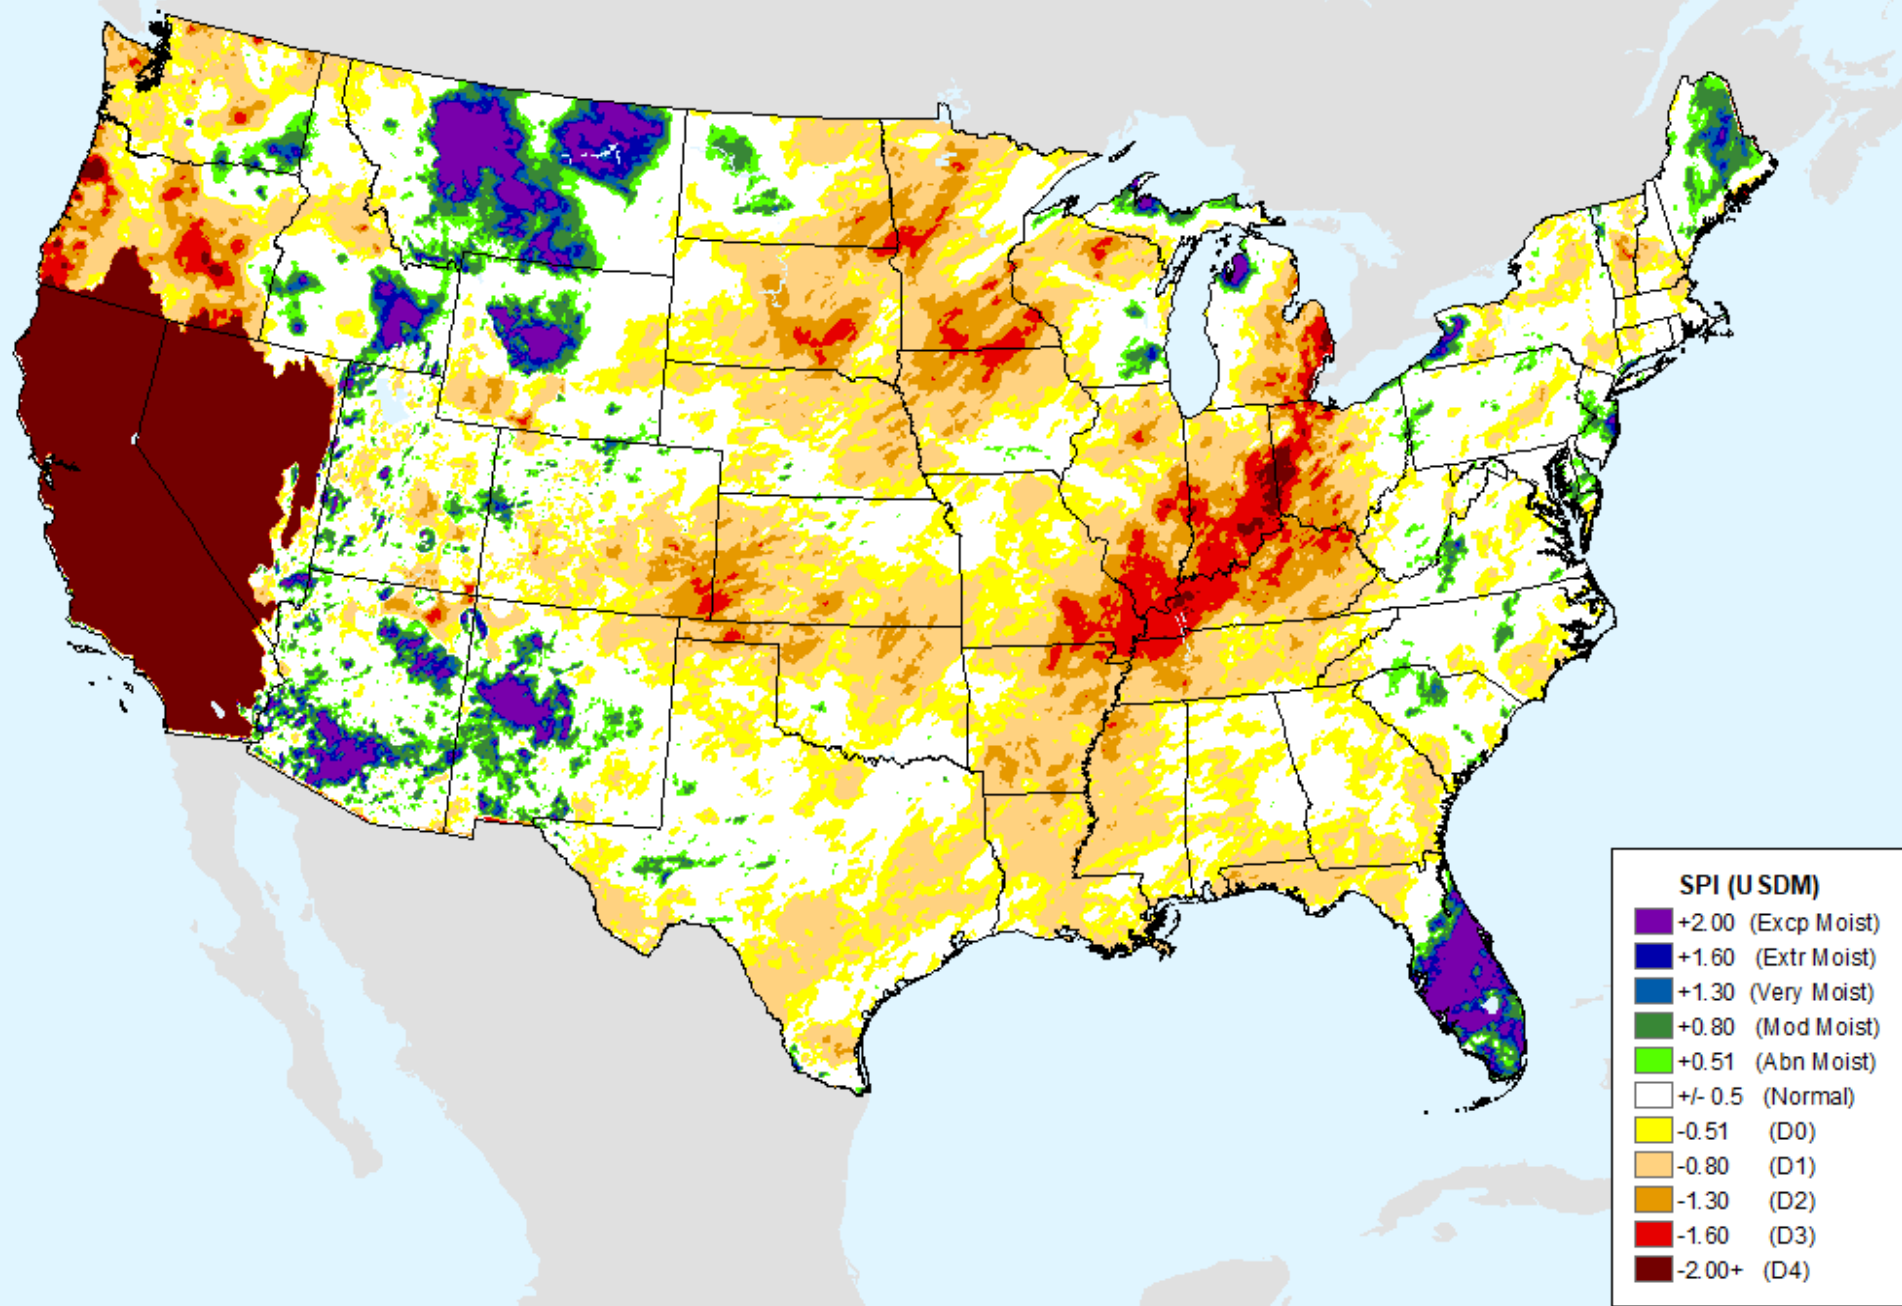 SPI (USDM)
+2.00 (Excp Moist)
+1.60 (Extr Moist)
+1.30 (Very Moist)
+0.80 (Mod Moist)
+0.51 (Abn Moist)
+/- 0.5 (Normal)
-0.51 (D0)
-0.80 (D1)
-1.30 (D2)
-1.60 (D3)
-2.00+ (D4)